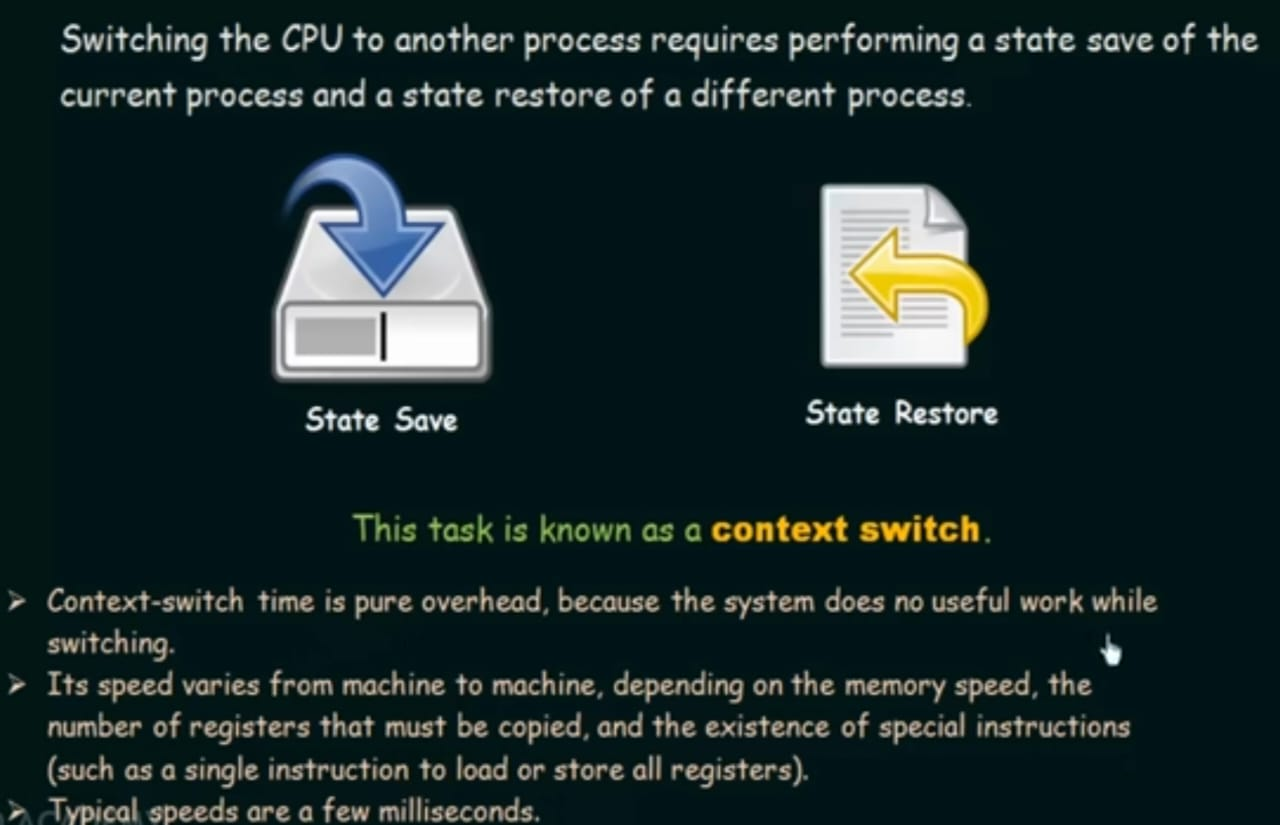 Switching the CPU to another process requires performing a state save of the
current process and a state restore of a different process.
State Save
State Restore
This task is known as a context switch.
➢ Context-switch time is pure overhead, because the system does no useful work while
switching.
➢ Its speed varies from machine to machine, depending on the memory speed, the
number of registers that must be copied, and the existence of special instructions
(such as a single instruction to load or store all registers).
➢ Typical speeds are a few milliseconds.